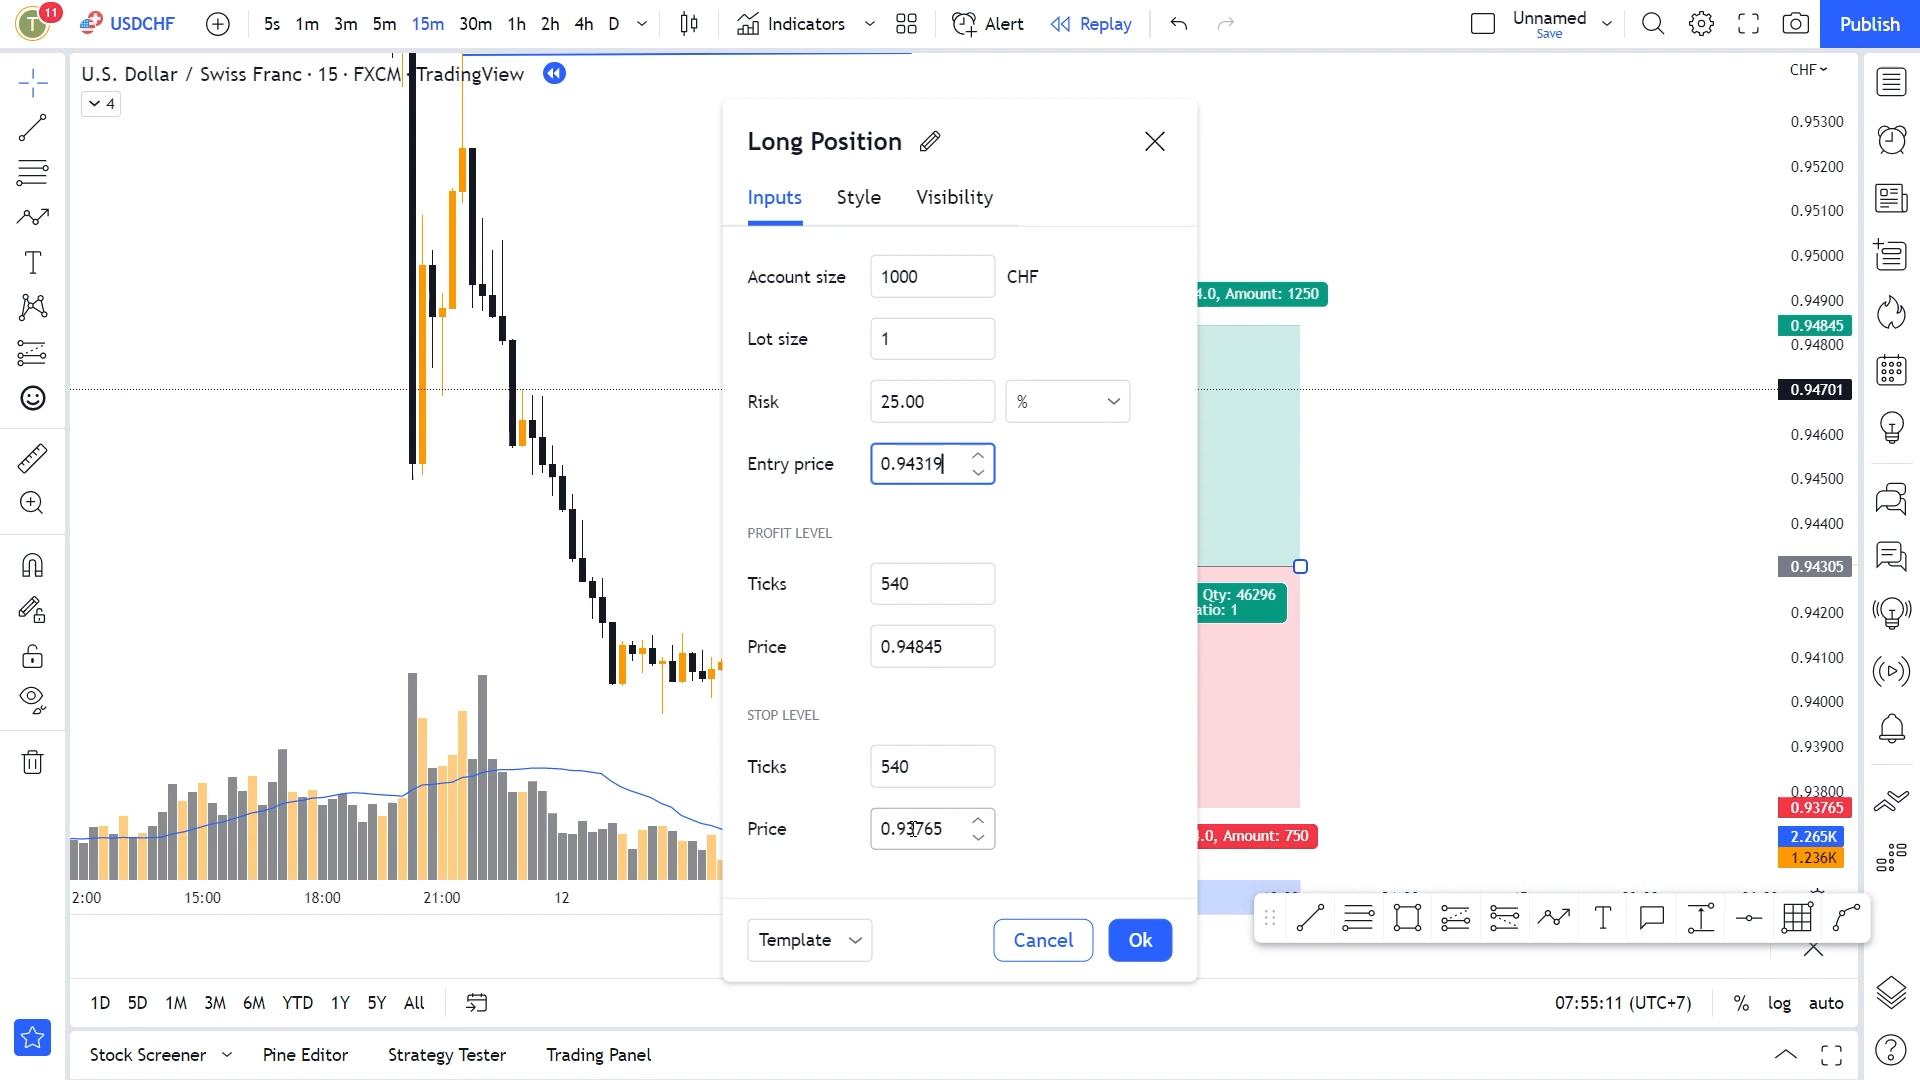 T
11
USDCHF
5s 1m 3m 5m 15m 30m 1h 2h 4h D
Indicators
Alert
Replay
Unnamed
Save
Publish
U.S. Dollar / Swiss Franc · 15 · FXCM · TradingView
4
CHF
0.95300
0.95200
0.95100
0.95000
0.94900
0.94845
0.94800
0.94701
0.94600
0.94500
0.94400
0.94305
0.94200
0.94100
0.94000
0.93900
0.93800
0.93765
2.265K
1.236K
Long Position
Inputs Style Visibility
Account size 1000 CHF
Lot size 1
Risk 25.00 %
Entry price 0.94319
PROFIT LEVEL
Ticks 540
Price 0.94845
STOP LEVEL
Ticks 540
Price 0.93765
Template Cancel Ok
4.0, Amount: 1250
Qty: 46296
atio: 1
.0, Amount: 750
2:00 15:00 18:00 21:00 12
1D 5D 1M 3M 6M YTD 1Y 5Y All
07:55:11 (UTC+7) % log auto
Stock Screener Pine Editor Strategy Tester Trading Panel